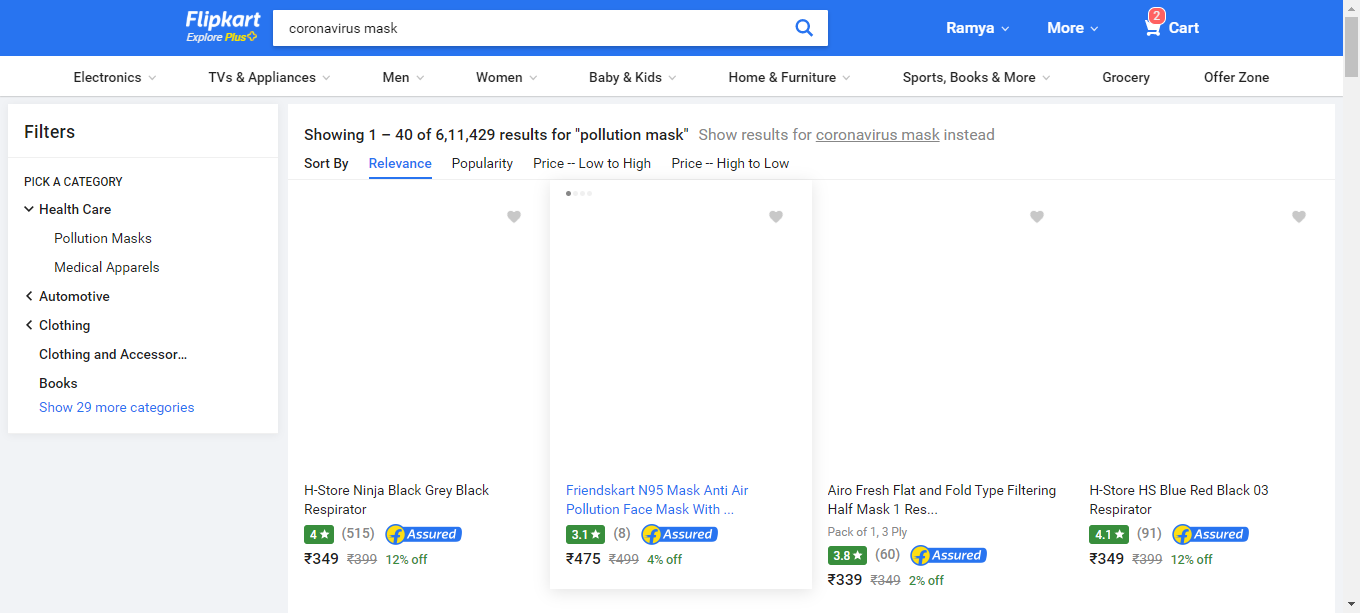 Flipkart
Explore Plus
coronavirus mask
Ramya
More
2
Cart
Electronics
TVs & Appliances
Men
Women
Baby & Kids
Home & Furniture
Sports, Books & More
Grocery
Offer Zone
Filters
PICK A CATEGORY
Health Care
Pollution Masks
Medical Apparels
Automotive
Clothing
Clothing and Accessor...
Books
Show 29 more categories
Showing 1 – 40 of 6,11,429 results for "pollution mask" Show results for coronavirus mask instead
Sort By Relevance Popularity Price -- Low to High Price -- High to Low
H-Store Ninja Black Grey Black
Respirator
4★ (515) f Assured
₹349 ₹399 12% off
Friendskart N95 Mask Anti Air
Pollution Face Mask With ...
3.1★ (8) f Assured
₹475 ₹499 4% off
Airo Fresh Flat and Fold Type Filtering
Half Mask 1 Res...
Pack of 1, 3 Ply
3.8★ (60) f Assured
₹339 ₹349 2% off
H-Store HS Blue Red Black 03
Respirator
4.1★ (91) f Assured
₹349 ₹399 12% off